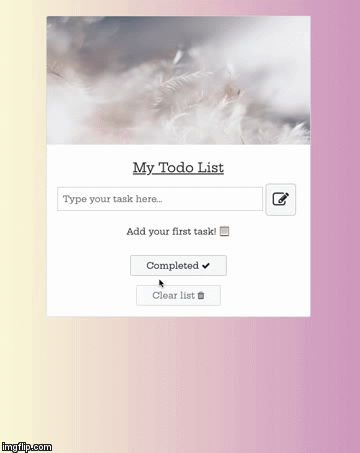 My Todo List
Type your task here...
Add your first task!
Completed
Clear list
imgflip.com